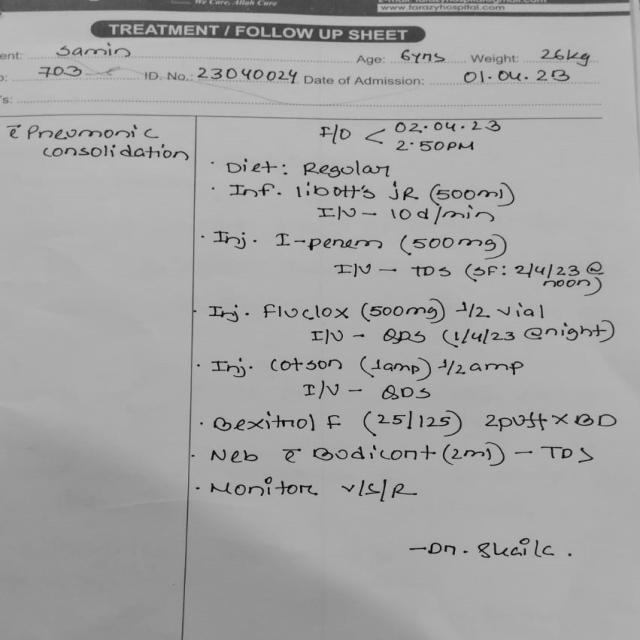 We Care, Allah Cure
www.farazyhospital.com
TREATMENT / FOLLOW UP SHEET
ent: Samin Age: 6yrs Weight: 26kg
o: 703 ID. No.: 23040024 Date of Admission: 01.04.23
's:
c̄ Pneumonic consolidation
F/O < 02.04.23
2.50PM
· Diet: Regular
· Inf. libott's jR (500ml)
I/V - 10d/min
· Inj. I-penem (500mg)
I/V - TDS (SF: 2/4/23 @ noon)
· Inj. Fluclox (500mg) 1/2 vial
I/V - QDS (1/4/23 @night)
· Inj. Cotson (1amp) 1/2 amp
I/V - QDS
· Bexitrol F (25/125) 2puff X BD
· Neb c̄ Budicort (2ml) - TDS
· Monitor v/s/R
- Dr. Shaila.